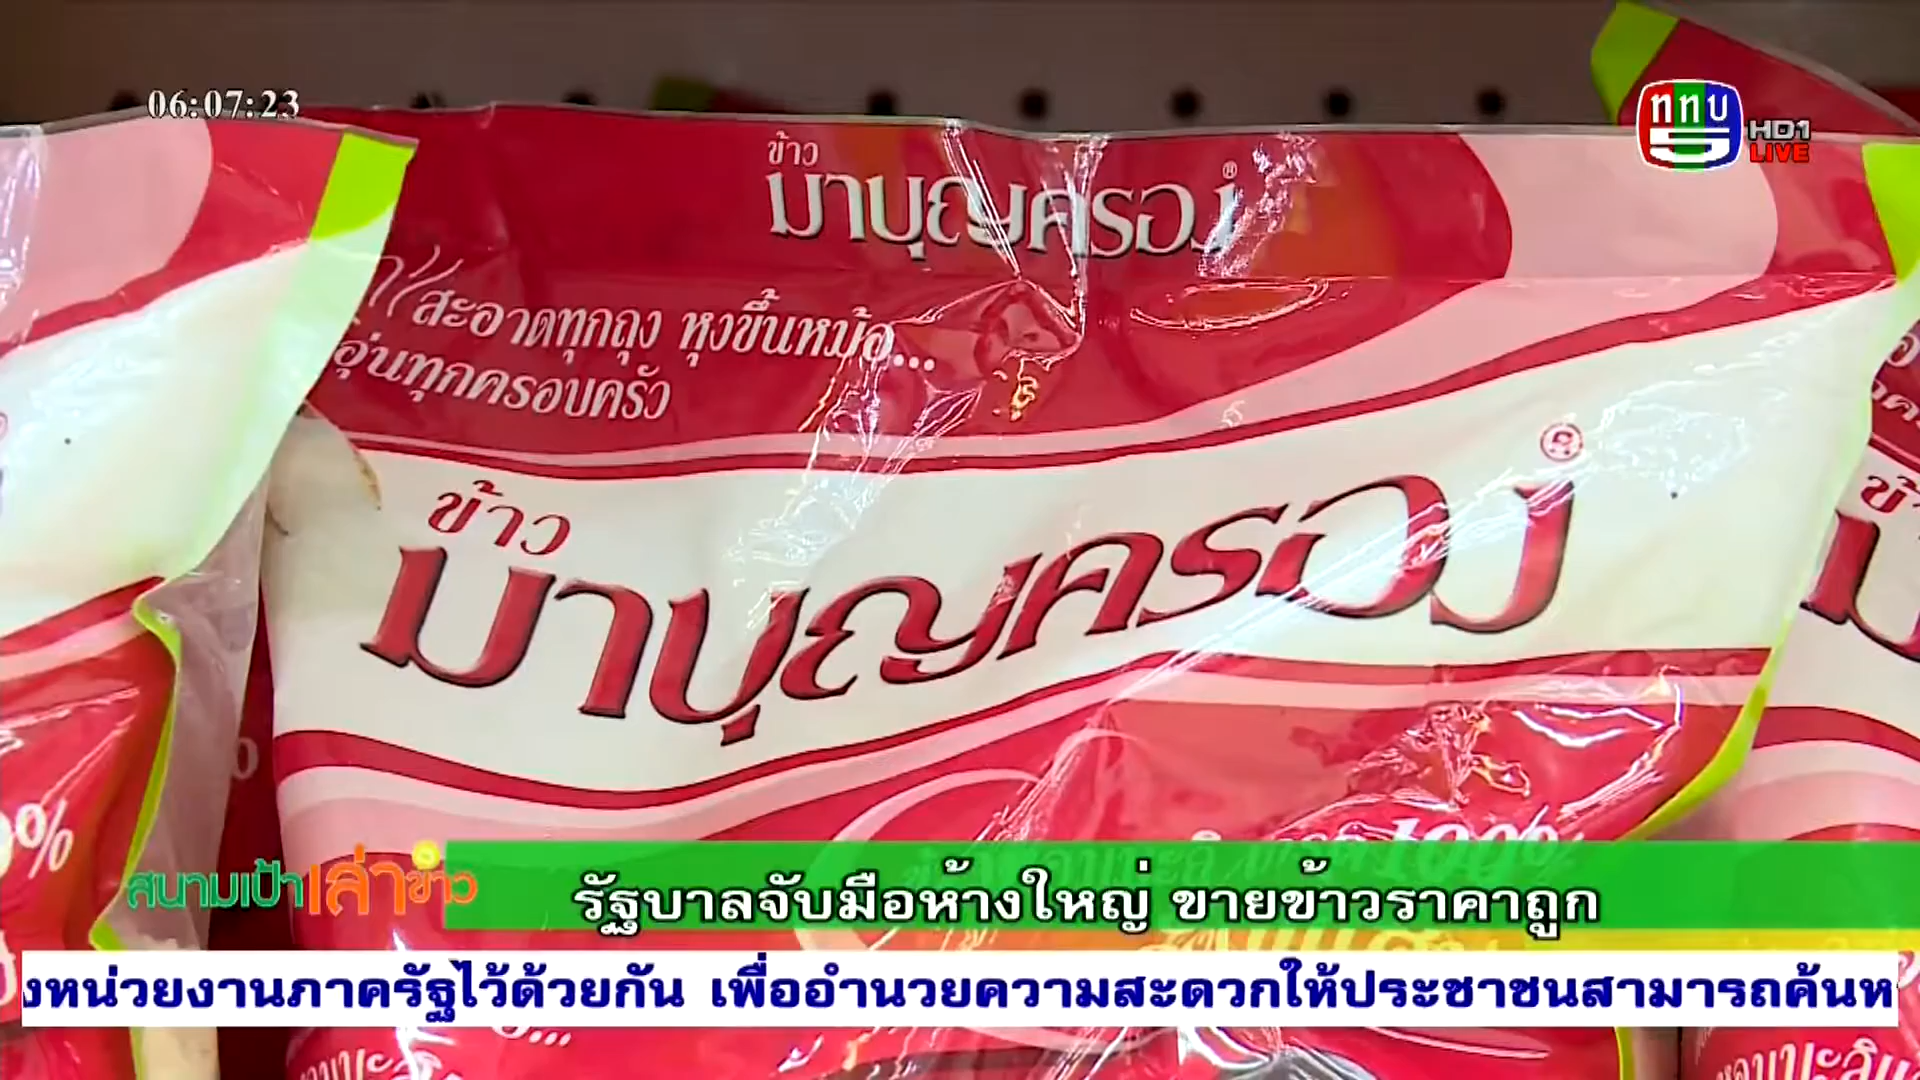 06:07:23
ททบ
5
HD1
LIVE
ข้าว
มาบุญครอง®
สะอาดทุกถุง หุงขึ้นหม้อ...
อุ่นทุกครอบครัว
ข้าว
มาบุญครอง®
100%
สนามเป้าเล่าข่าว
รัฐบาลจับมือห้างใหญ่ ขายข้าวราคาถูก
งหน่วยงานภาครัฐไว้ด้วยกัน เพื่ออำนวยความสะดวกให้ประชาชนสามารถค้นห